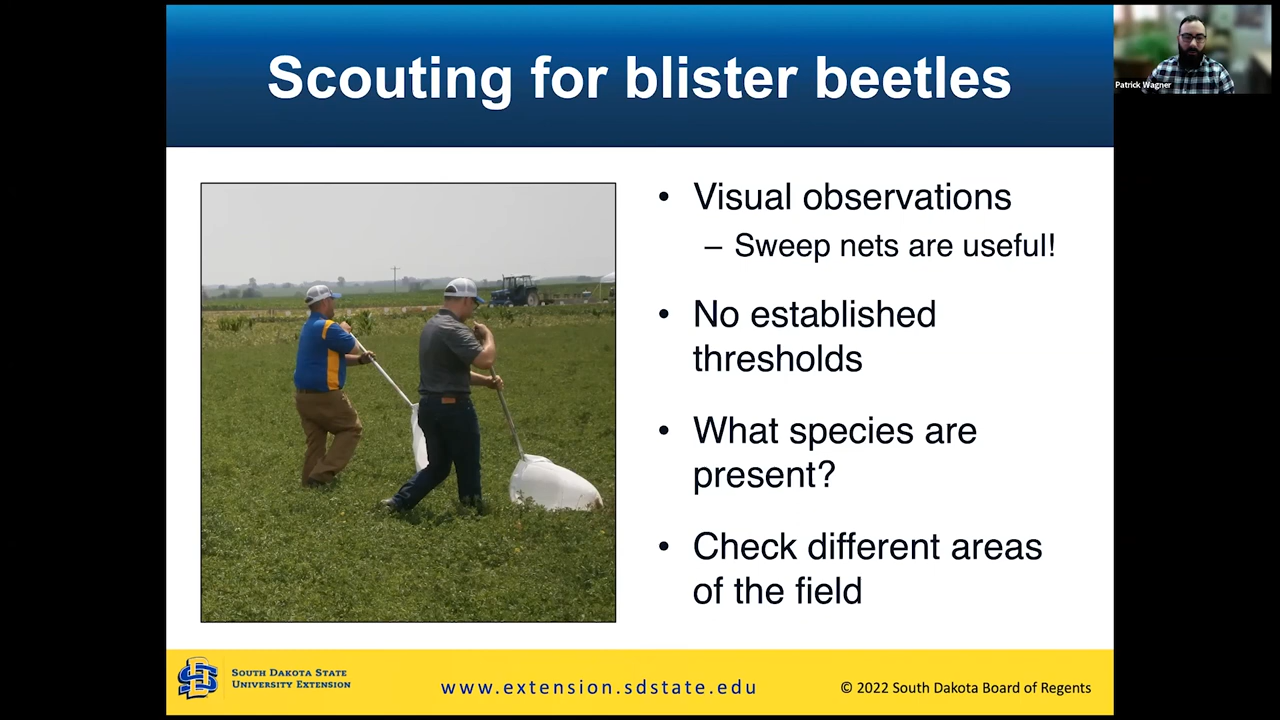 Scouting for blister beetles
Patrick Wagner
• Visual observations
– Sweep nets are useful!
• No established
thresholds
• What species are
present?
• Check different areas
of the field
SOUTH DAKOTA STATE
UNIVERSITY EXTENSION
www.extension.sdstate.edu
© 2022 South Dakota Board of Regents